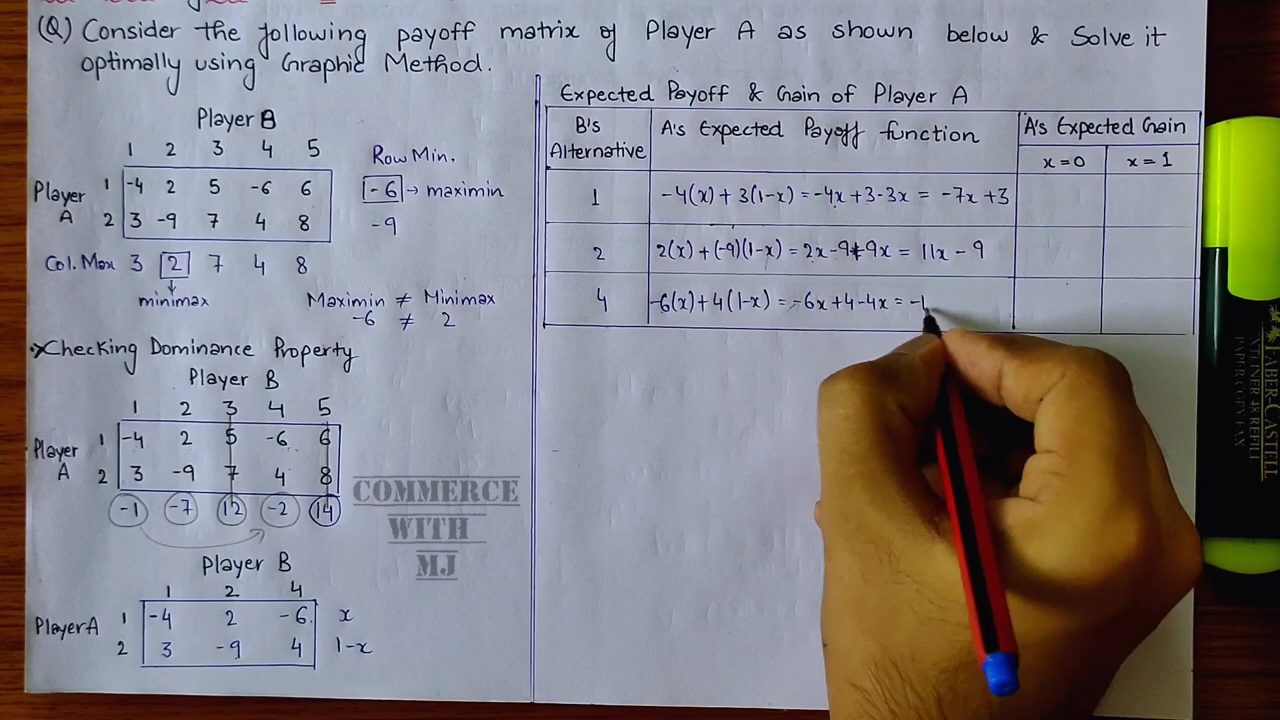 (Q) Consider the following payoff matrix of Player A as shown below & Solve it
optimally using Graphic Method.
Player B
1 2 3 4 5
Row Min.
Player A
1 -4 2 5 -6 6 -6 → maximin
2 3 -9 7 4 8 -9
Col. Max 3 2 7 4 8
minimax
Maximin ≠ Minimax
-6 ≠ 2
Checking Dominance Property
Player B
1 2 3 4 5
Player A
1 -4 2 5 -6 6
2 3 -9 7 4 8
-1 -7 12 -2 14
Player B
1 2 4
Player A
1 -4 2 -6 x
2 3 -9 4 1-x
COMMERCE
WITH
MJ
Expected Payoff & Gain of Player A
B's Alternative
A's Expected Payoff function
A's Expected Gain
x=0 x=1
1 -4(x) + 3(1-x) = -4x + 3 - 3x = -7x + 3
2 2(x) + (-9)(1-x) = 2x - 9 + 9x = 11x - 9
4 -6(x) + 4(1-x) = -6x + 4 - 4x = -1
FABER-CASTELL
TEXTLINER 48 REFILL
PAPER COPY FAX